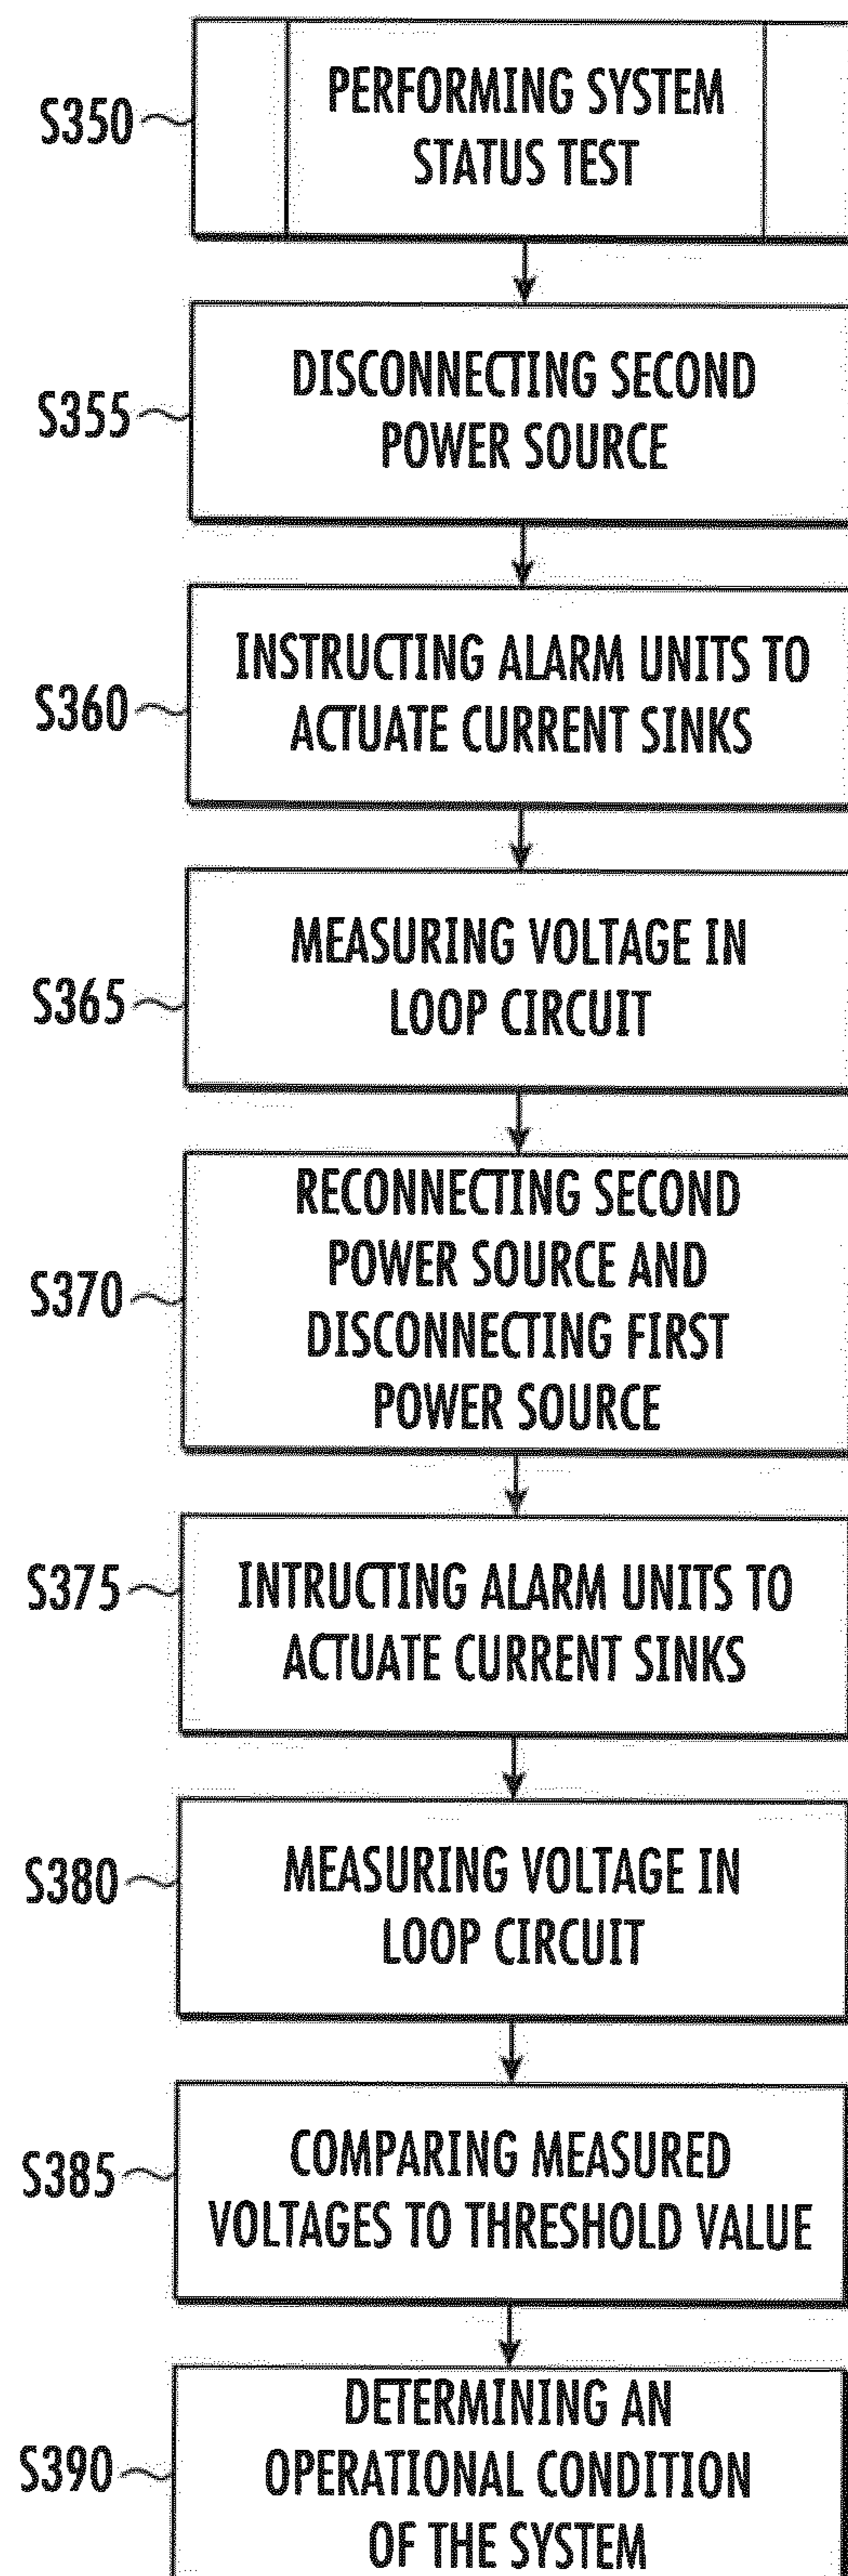 S350
PERFORMING SYSTEM
STATUS TEST
S355
DISCONNECTING SECOND
POWER SOURCE
S360
INSTRUCTING ALARM UNITS TO
ACTUATE CURRENT SINKS
S365
MEASURING VOLTAGE IN
LOOP CIRCUIT
S370
RECONNECTING SECOND
POWER SOURCE AND
DISCONNECTING FIRST
POWER SOURCE
S375
INTRUCTING ALARM UNITS TO
ACTUATE CURRENT SINKS
S380
MEASURING VOLTAGE IN
LOOP CIRCUIT
S385
COMPARING MEASURED
VOLTAGES TO THRESHOLD VALUE
S390
DETERMINING AN
OPERATIONAL CONDITION
OF THE SYSTEM